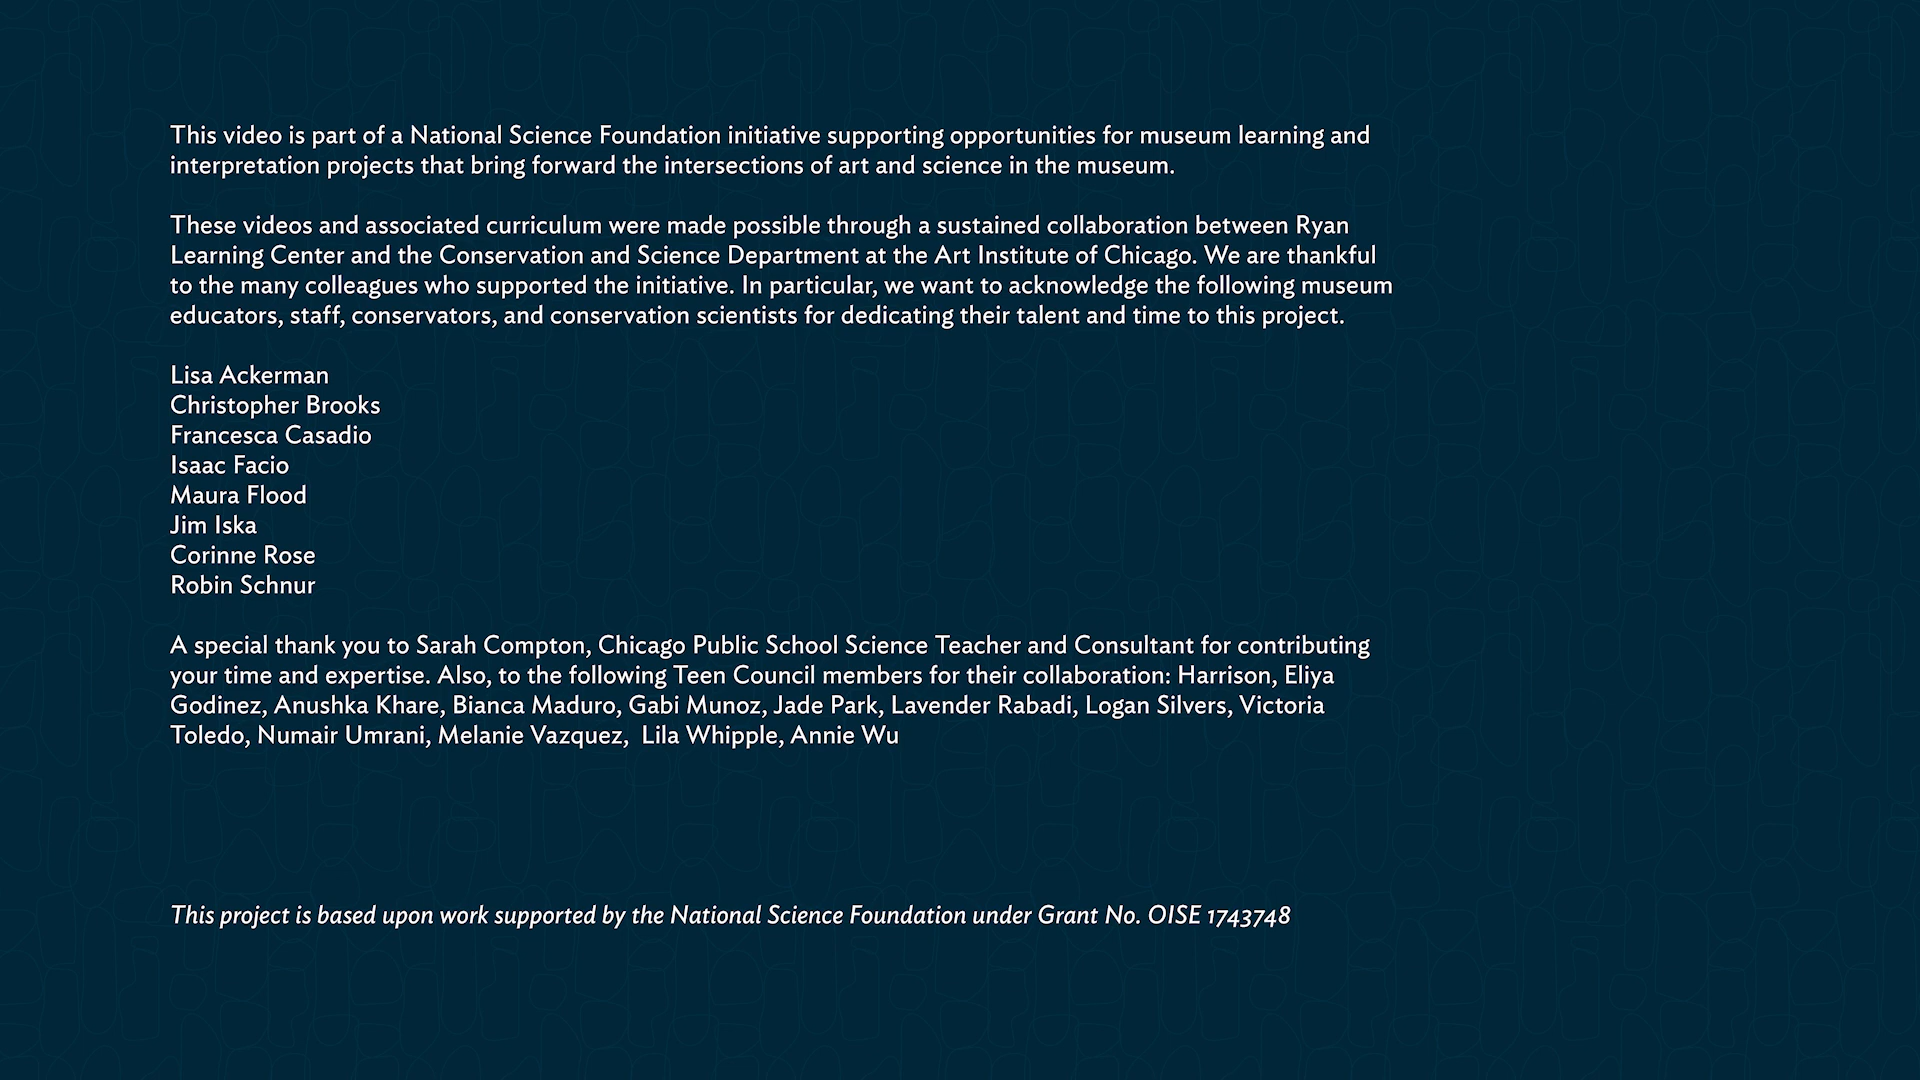 This video is part of a National Science Foundation initiative supporting opportunities for museum learning and
interpretation projects that bring forward the intersections of art and science in the museum.
These videos and associated curriculum were made possible through a sustained collaboration between Ryan
Learning Center and the Conservation and Science Department at the Art Institute of Chicago. We are thankful
to the many colleagues who supported the initiative. In particular, we want to acknowledge the following museum
educators, staff, conservators, and conservation scientists for dedicating their talent and time to this project.
Lisa Ackerman
Christopher Brooks
Francesca Casadio
Isaac Facio
Maura Flood
Jim Iska
Corinne Rose
Robin Schnur
A special thank you to Sarah Compton, Chicago Public School Science Teacher and Consultant for contributing
your time and expertise. Also, to the following Teen Council members for their collaboration: Harrison, Eliya
Godinez, Anushka Khare, Bianca Maduro, Gabi Munoz, Jade Park, Lavender Rabadi, Logan Silvers, Victoria
Toledo, Numair Umrani, Melanie Vazquez,  Lila Whipple, Annie Wu
This project is based upon work supported by the National Science Foundation under Grant No. OISE 1743748